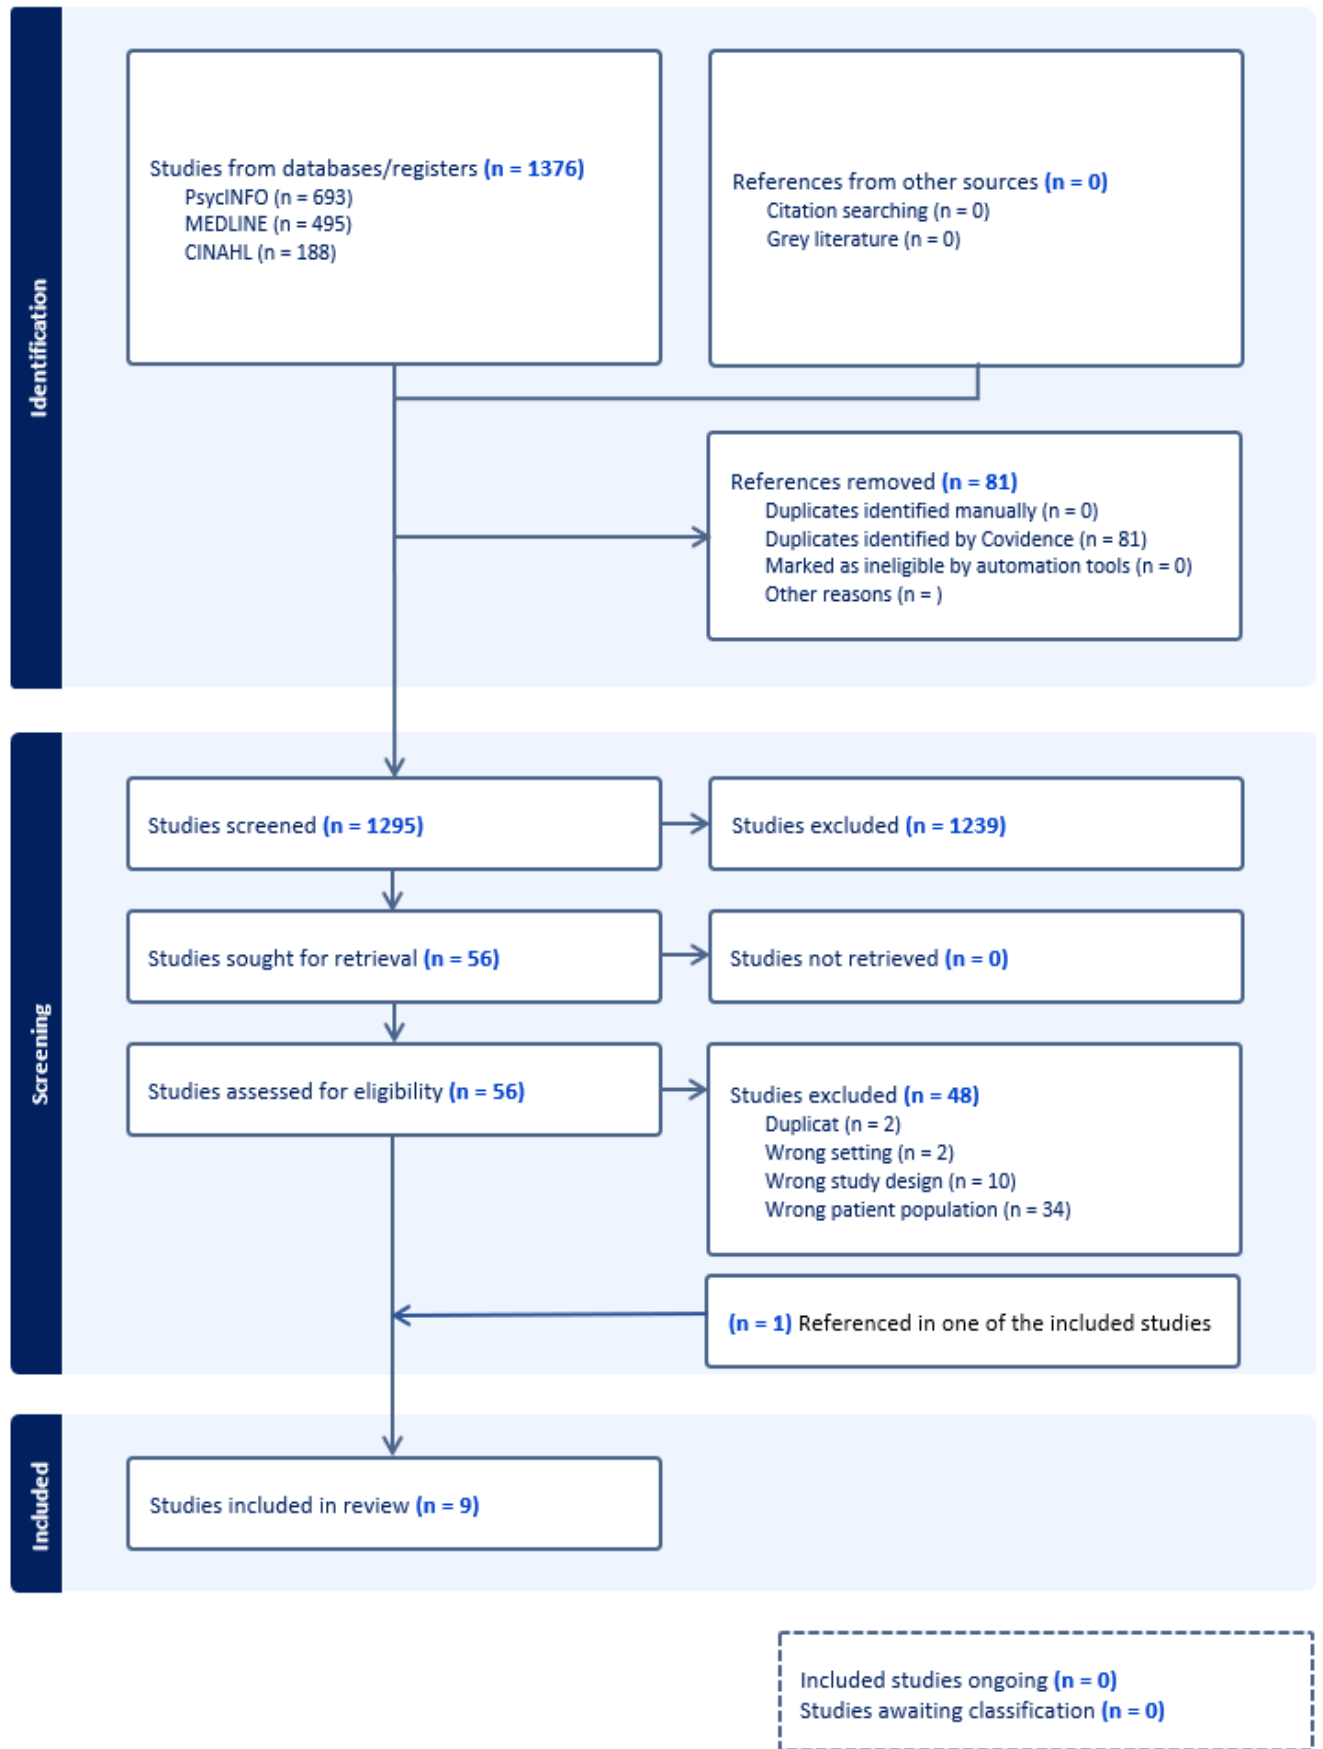 Identification
Studies from databases/registers (n = 1376)
PsycINFO (n = 693)
MEDLINE (n = 495)
CINAHL (n = 188)
References from other sources (n = 0)
Citation searching (n = 0)
Grey literature (n = 0)
References removed (n = 81)
Duplicates identified manually (n = 0)
Duplicates identified by Covidence (n = 81)
Marked as ineligible by automation tools (n = 0)
Other reasons (n = )
Screening
Studies screened (n = 1295)
Studies excluded (n = 1239)
Studies sought for retrieval (n = 56)
Studies not retrieved (n = 0)
Studies assessed for eligibility (n = 56)
Studies excluded (n = 48)
Duplicat (n = 2)
Wrong setting (n = 2)
Wrong study design (n = 10)
Wrong patient population (n = 34)
(n = 1) Referenced in one of the included studies
Included
Studies included in review (n = 9)
Included studies ongoing (n = 0)
Studies awaiting classification (n = 0)